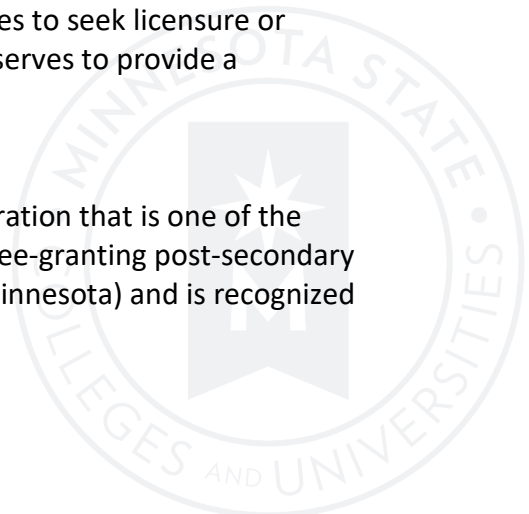 es to seek licensure or
serves to provide a
ration that is one of the
ee-granting post-secondary
innesota) and is recognized
MINNESOTA STATE
COLLEGES AND UNIVERSITIES